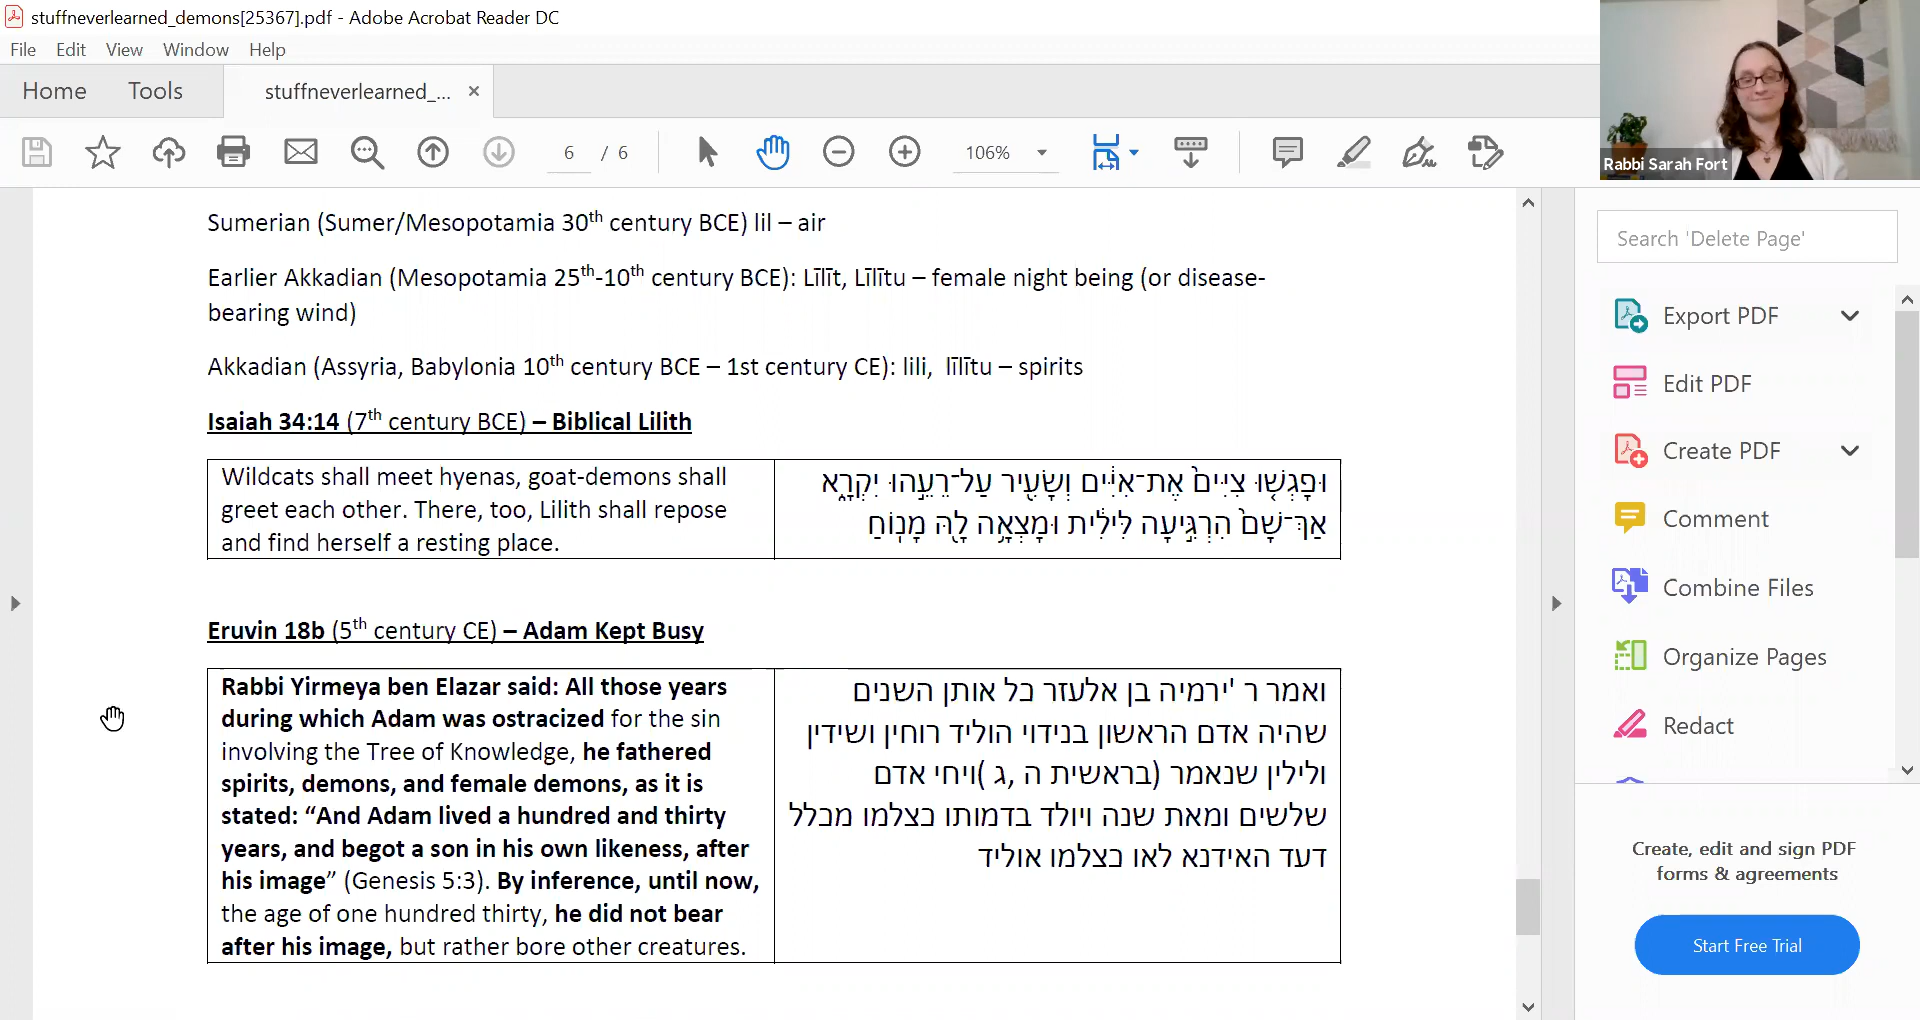 stuffneverlearned_demons[25367].pdf - Adobe Acrobat Reader DC
File Edit View Window Help
Home Tools stuffneverlearned_... ×
6 / 6 106%
Rabbi Sarah Fort
Sumerian (Sumer/Mesopotamia 30th century BCE) lil – air
Earlier Akkadian (Mesopotamia 25th-10th century BCE): Līlīt, Līlītu – female night being (or disease-
bearing wind)
Akkadian (Assyria, Babylonia 10th century BCE – 1st century CE): lili, līlītu – spirits
Isaiah 34:14 (7th century BCE) – Biblical Lilith
Wildcats shall meet hyenas, goat-demons shall
greet each other. There, too, Lilith shall repose
and find herself a resting place.
וּפָגְשׁ֤וּ צִיִּים֙ אֶת־אִיִּ֔ים וְשָׂעִ֖יר עַל־רֵעֵ֣הוּ יִקְרָ֑א
אַךְ־שָׁם֙ הִרְגִּ֣יעָה לִּילִ֔ית וּמָצְאָ֥ה לָ֖הּ מָנֽוֹחַ
Eruvin 18b (5th century CE) – Adam Kept Busy
Rabbi Yirmeya ben Elazar said: All those years
during which Adam was ostracized for the sin
involving the Tree of Knowledge, he fathered
spirits, demons, and female demons, as it is
stated: “And Adam lived a hundred and thirty
years, and begot a son in his own likeness, after
his image” (Genesis 5:3). By inference, until now,
the age of one hundred thirty, he did not bear
after his image, but rather bore other creatures.
ואמר ר 'ירמיה בן אלעזר כל אותן השנים
שהיה אדם הראשון בנידוי הוליד רוחין ושידין
ולילין שנאמר (בראשית ה ,ג )ויחי אדם
שלשים ומאת שנה ויולד בדמותו כצלמו מכלל
דעד האידנא לאו כצלמו אוליד
Search 'Delete Page'
Export PDF
Edit PDF
Create PDF
Comment
Combine Files
Organize Pages
Redact
Create, edit and sign PDF
forms & agreements
Start Free Trial